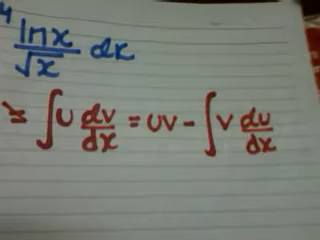 4
ln x / √x dx
≈ ∫ U dv/dx = UV - ∫ V du/dx